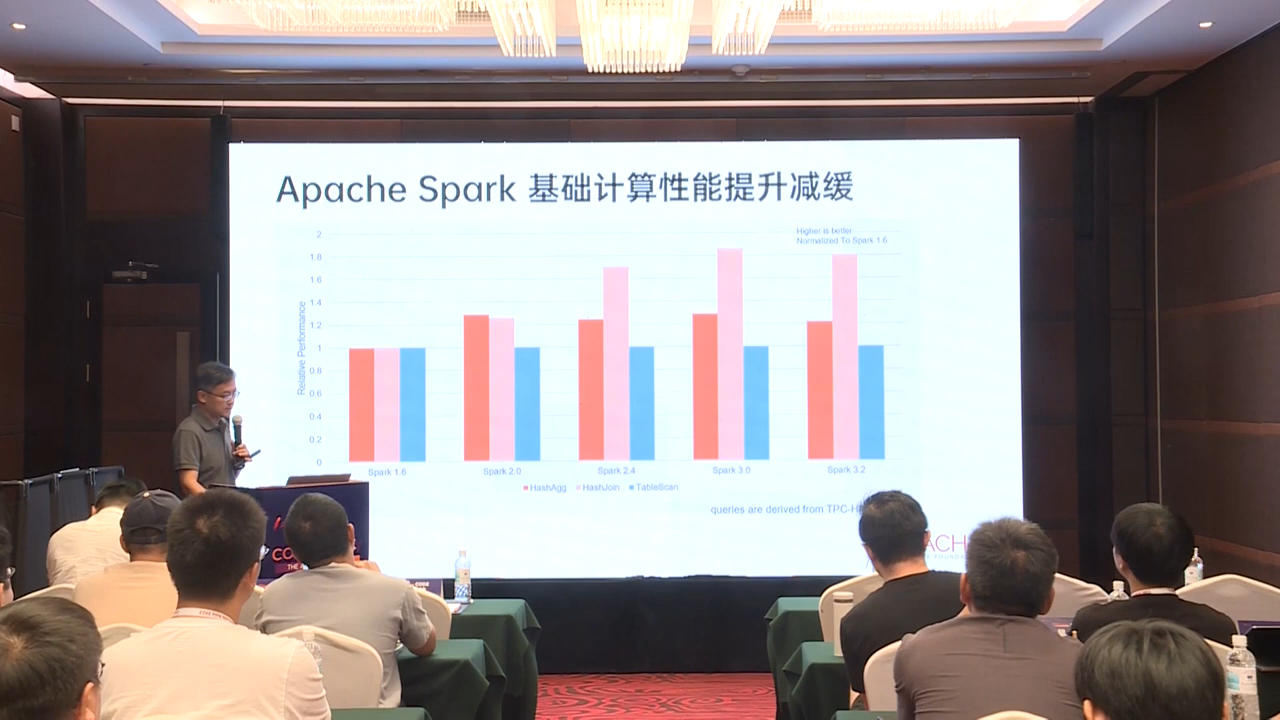 Apache Spark 基础计算性能提升减缓
Higher is better
Normalized To Spark 1.6
Relative Performance
2
1.8
1.6
1.4
1.2
1
0.8
0.6
0.4
0.2
0
Spark 1.6
Spark 2.0
Spark 2.4
Spark 3.0
Spark 3.2
HashAgg HashJoin TableScan
queries are derived from TPC-H